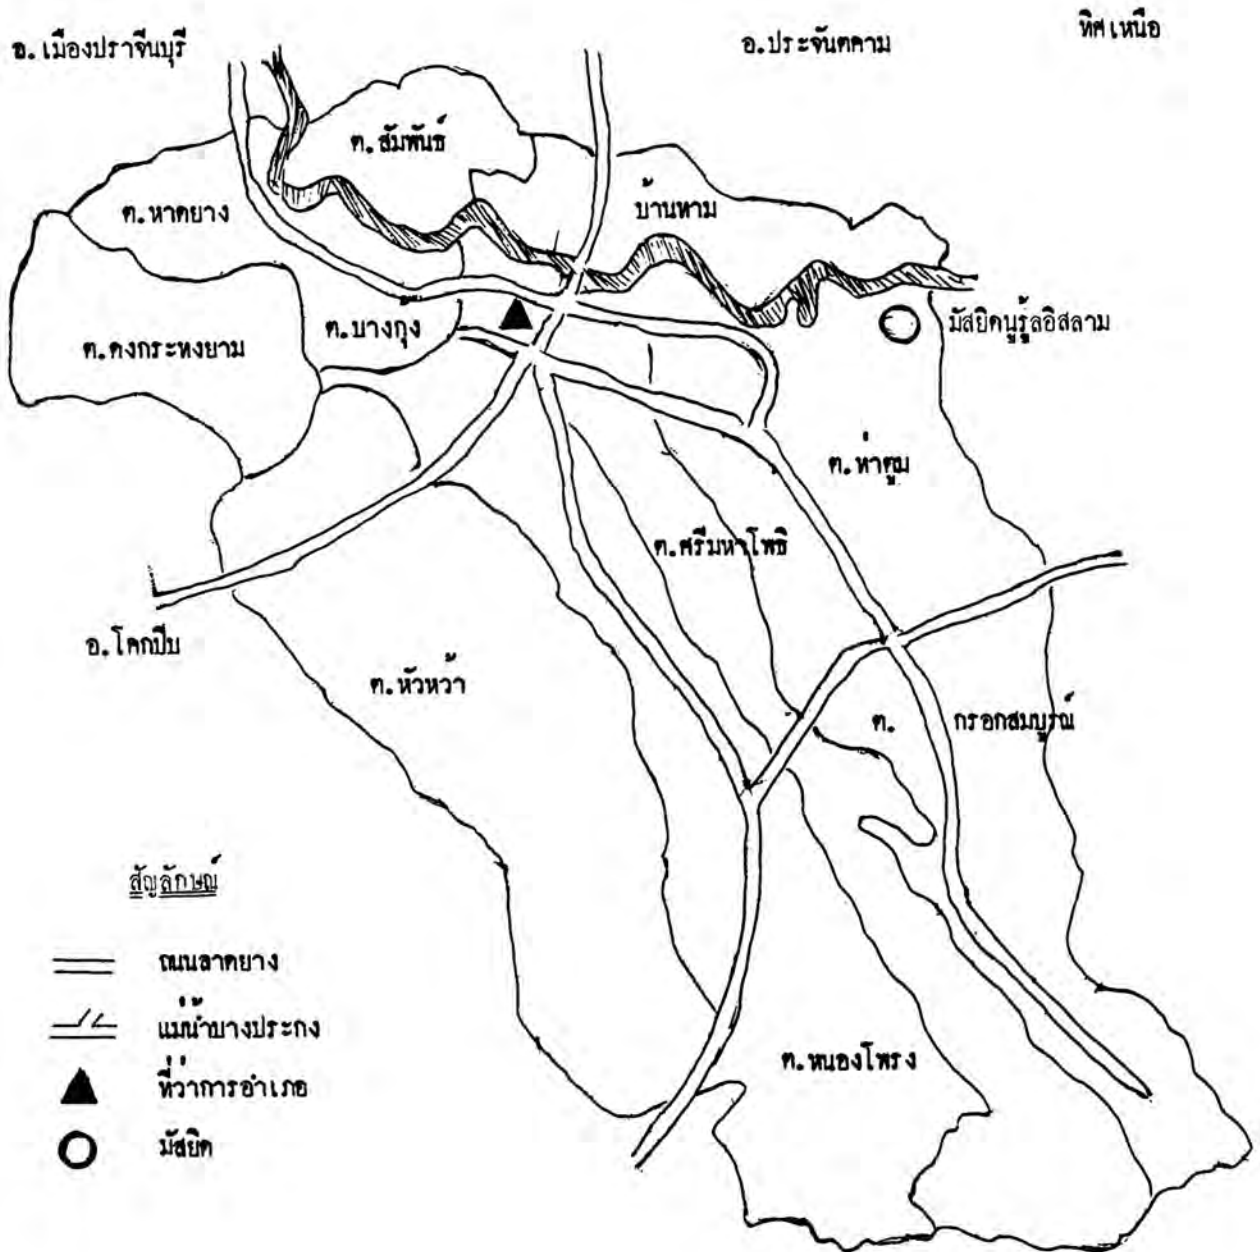 อ.เมืองปราจีนบุรี
อ.ประจันตคาม
ทิศเหนือ
ต.สัมพันธ์
ต.หาดยาง
บ้านทาม
มัสยิดนูรุ้ลอิสลาม
ต.บางกุ้ง
ต.ดงกระทงยาม
ต.ท่าตูม
ต.ศรีมหาโพธิ
อ.โคกปีบ
ต.หัวหว้า
ต. กรอกสมบูรณ์
สัญลักษณ์
ถนนลาดยาง
แม่น้ำบางปะกง
ที่ว่าการอำเภอ
มัสยิด
ต.หนองโพรง